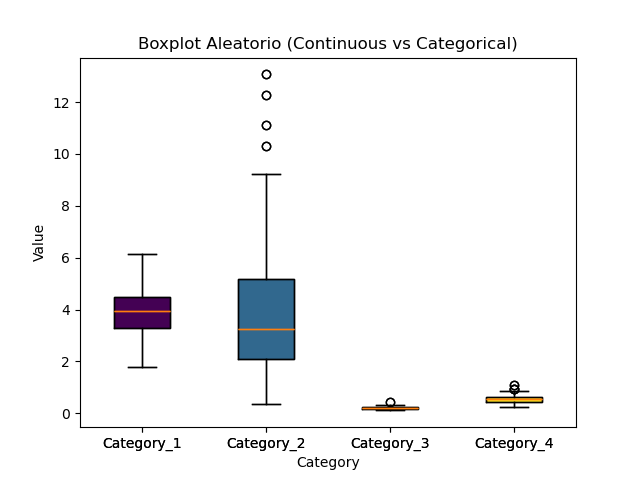 Boxplot Aleatorio (Continuous vs Categorical)
Value
12
10
8
6
4
2
0
Category_1 Category_2 Category_3 Category_4
Category